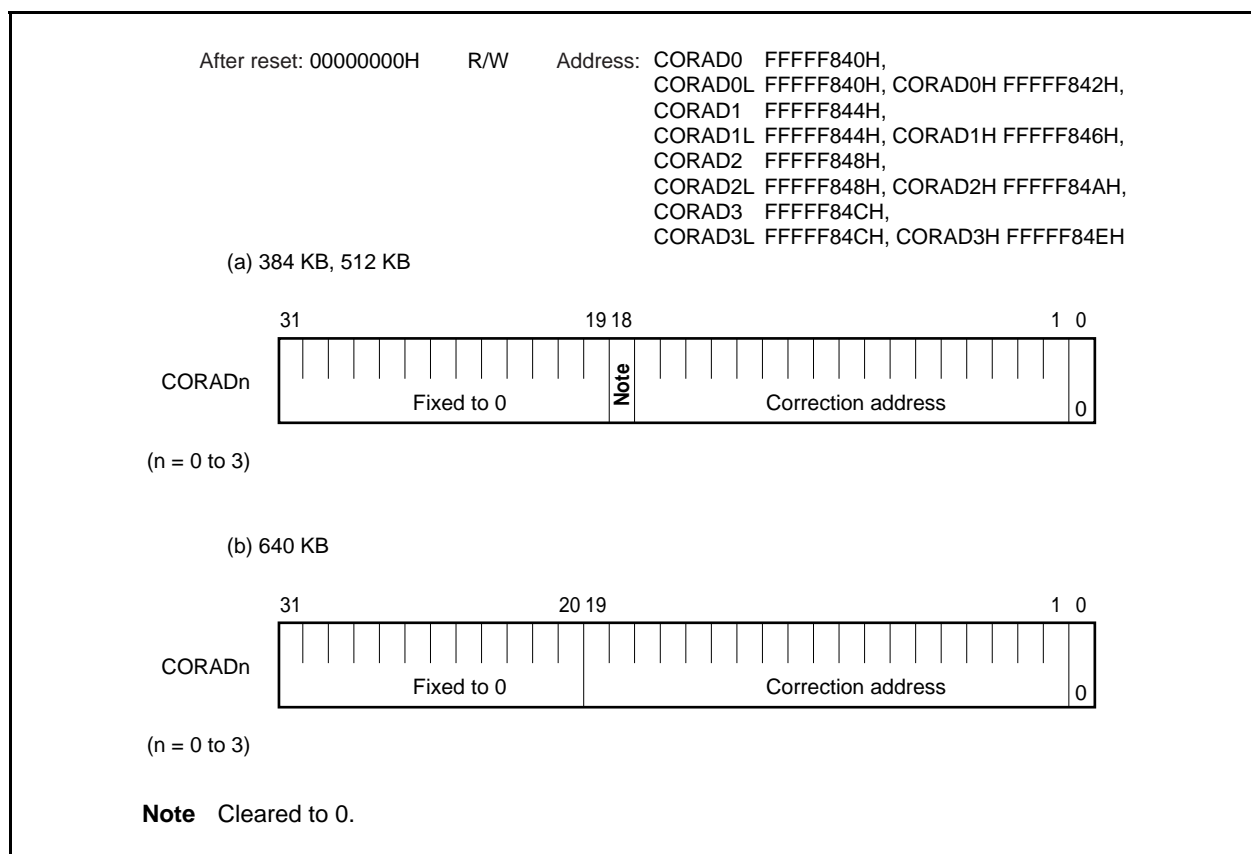 After reset: 00000000H R/W Address: CORAD0 FFFFF840H,
CORAD0L FFFFF840H, CORAD0H FFFFF842H,
CORAD1 FFFFF844H,
CORAD1L FFFFF844H, CORAD1H FFFFF846H,
CORAD2 FFFFF848H,
CORAD2L FFFFF848H, CORAD2H FFFFF84AH,
CORAD3 FFFFF84CH,
CORAD3L FFFFF84CH, CORAD3H FFFFF84EH
(a) 384 KB, 512 KB
31 19 18 1 0
CORADn Fixed to 0 Note Correction address 0
(n = 0 to 3)
(b) 640 KB
31 20 19 1 0
CORADn Fixed to 0 Correction address 0
(n = 0 to 3)
Note Cleared to 0.